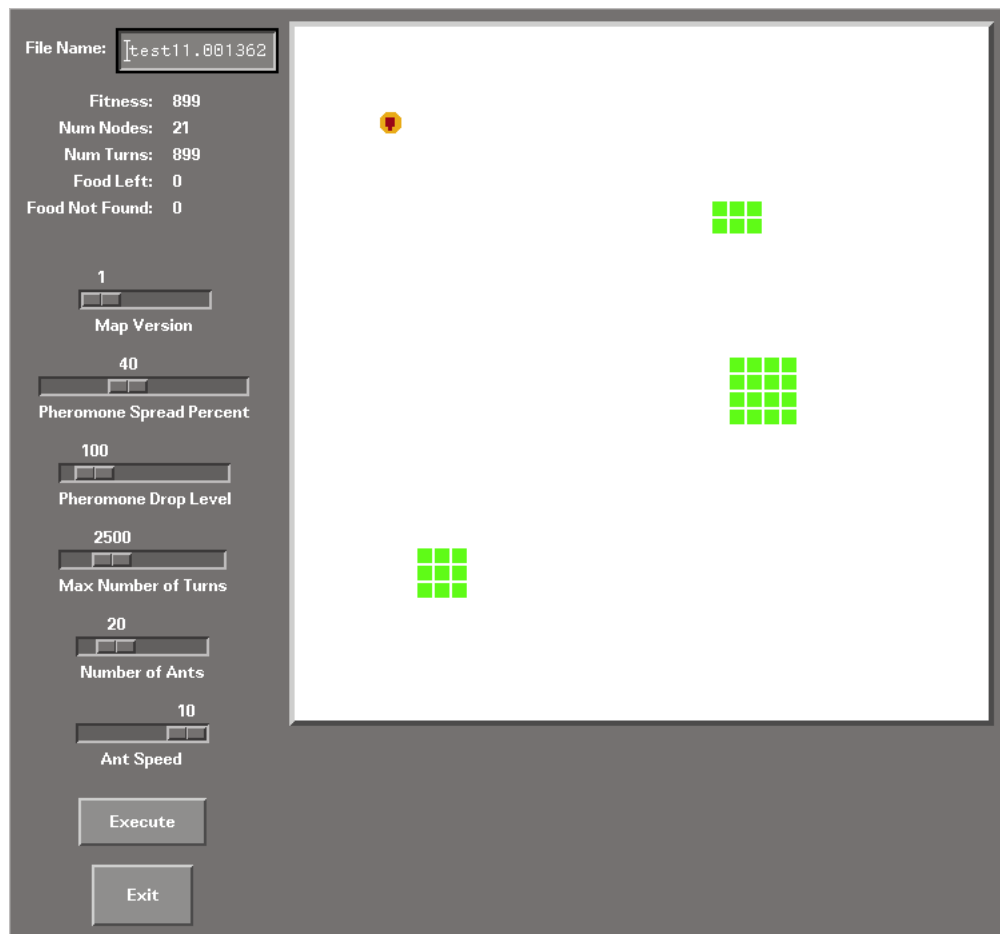 File Name: test11.001362
Fitness: 899
Num Nodes: 21
Num Turns: 899
Food Left: 0
Food Not Found: 0
1
Map Version
40
Pheromone Spread Percent
100
Pheromone Drop Level
2500
Max Number of Turns
20
Number of Ants
10
Ant Speed
Execute
Exit